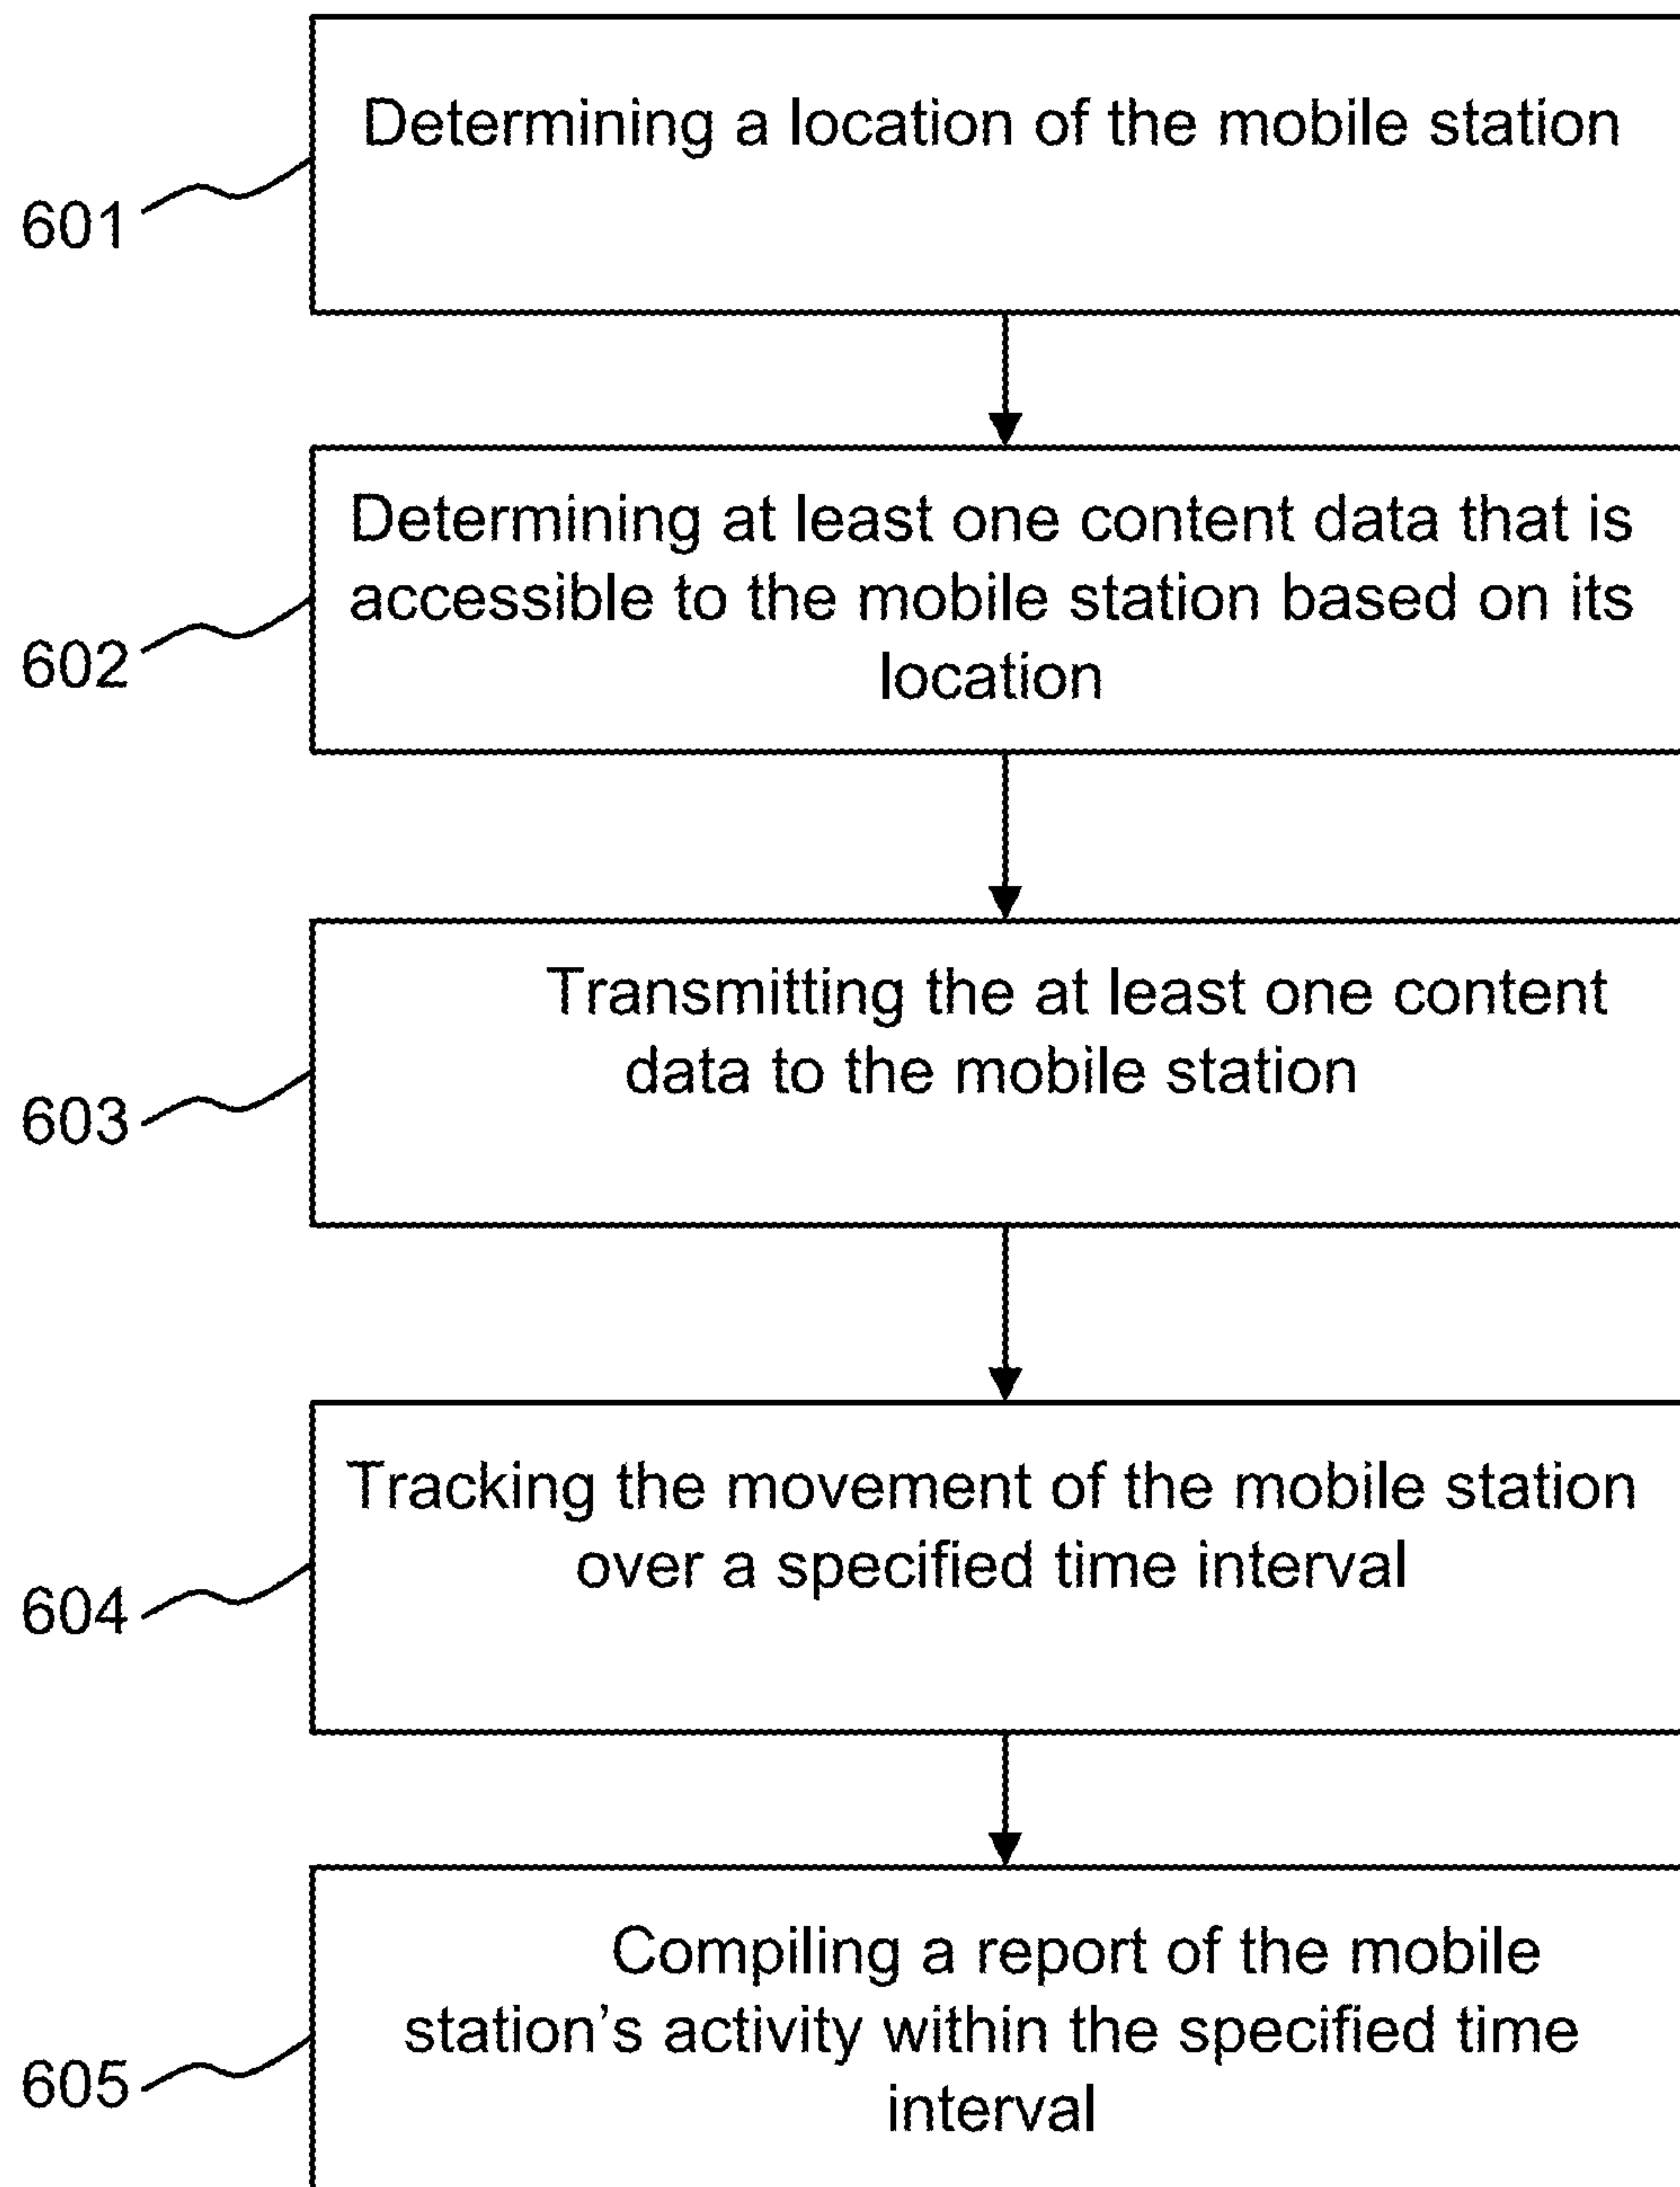 Determining a location of the mobile station
601
Determining at least one content data that is
accessible to the mobile station based on its
location
602
Transmitting the at least one content
data to the mobile station
603
Tracking the movement of the mobile station
over a specified time interval
604
Compiling a report of the mobile
station's activity within the specified time
interval
605